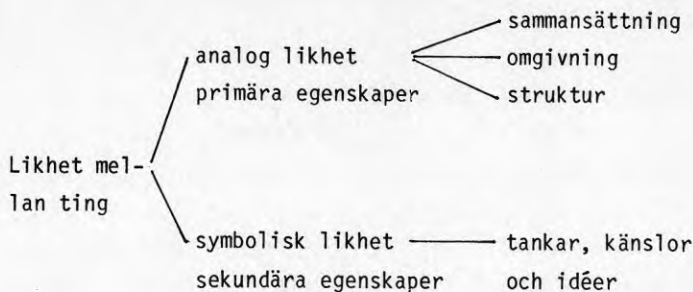 sammansättning
analog likhet
omgivning
primära egenskaper
struktur
Likhet mel-
lan ting
symbolisk likhet
tankar, känslor
sekundära egenskaper
och idéer